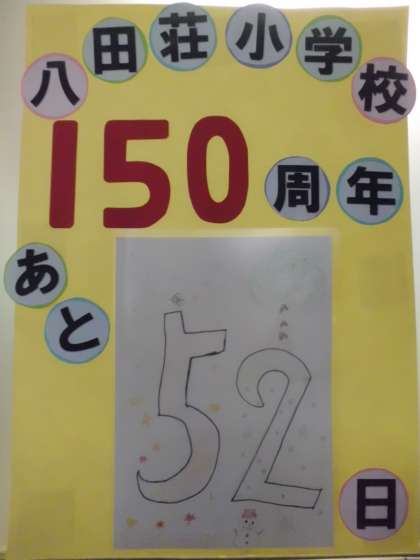 八田荘小学校
150周年
あと
52
日